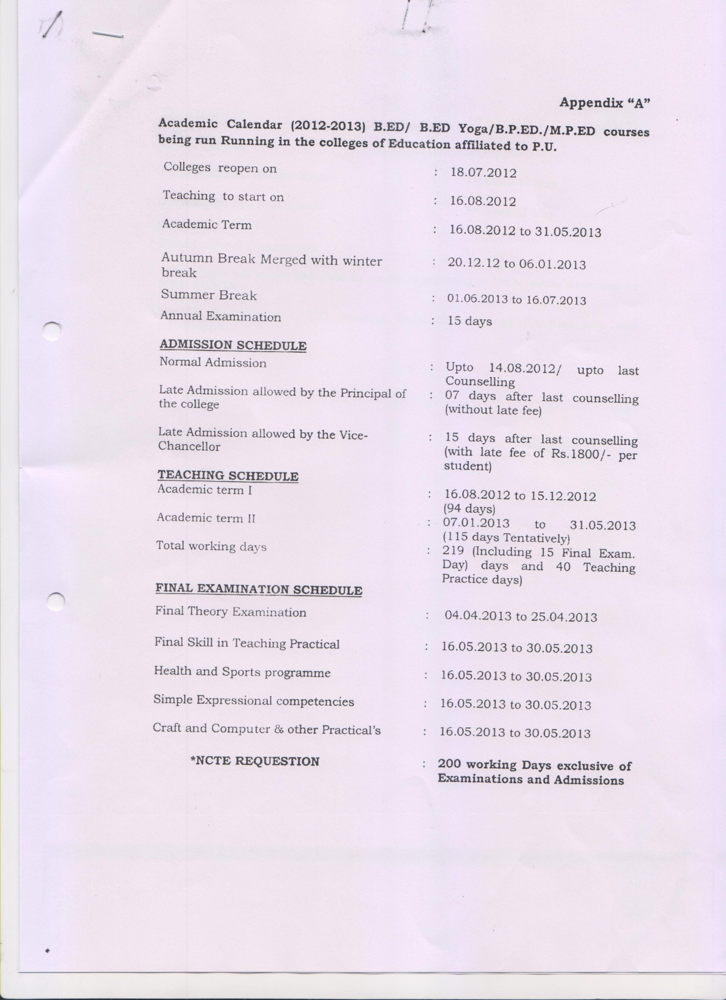 Appendix “A”
Academic Calendar (2012-2013) B.ED/ B.ED Yoga/B.P.ED./M.P.ED courses
being run Running in the colleges of Education affiliated to P.U.
Colleges reopen on : 18.07.2012
Teaching to start on : 16.08.2012
Academic Term : 16.08.2012 to 31.05.2013
Autumn Break Merged with winter : 20.12.12 to 06.01.2013
break
Summer Break : 01.06.2013 to 16.07.2013
Annual Examination : 15 days
ADMISSION SCHEDULE
Normal Admission : Upto 14.08.2012/ upto last
Counselling
Late Admission allowed by the Principal of : 07 days after last counselling
the college (without late fee)
Late Admission allowed by the Vice- : 15 days after last counselling
Chancellor (with late fee of Rs.1800/- per
student)
TEACHING SCHEDULE
Academic term I : 16.08.2012 to 15.12.2012
(94 days)
Academic term II : 07.01.2013 to 31.05.2013
(115 days Tentatively)
Total working days : 219 (Including 15 Final Exam.
Day) days and 40 Teaching
Practice days)
FINAL EXAMINATION SCHEDULE
Final Theory Examination : 04.04.2013 to 25.04.2013
Final Skill in Teaching Practical : 16.05.2013 to 30.05.2013
Health and Sports programme : 16.05.2013 to 30.05.2013
Simple Expressional competencies : 16.05.2013 to 30.05.2013
Craft and Computer & other Practical’s : 16.05.2013 to 30.05.2013
*NCTE REQUESTION : 200 working Days exclusive of
Examinations and Admissions